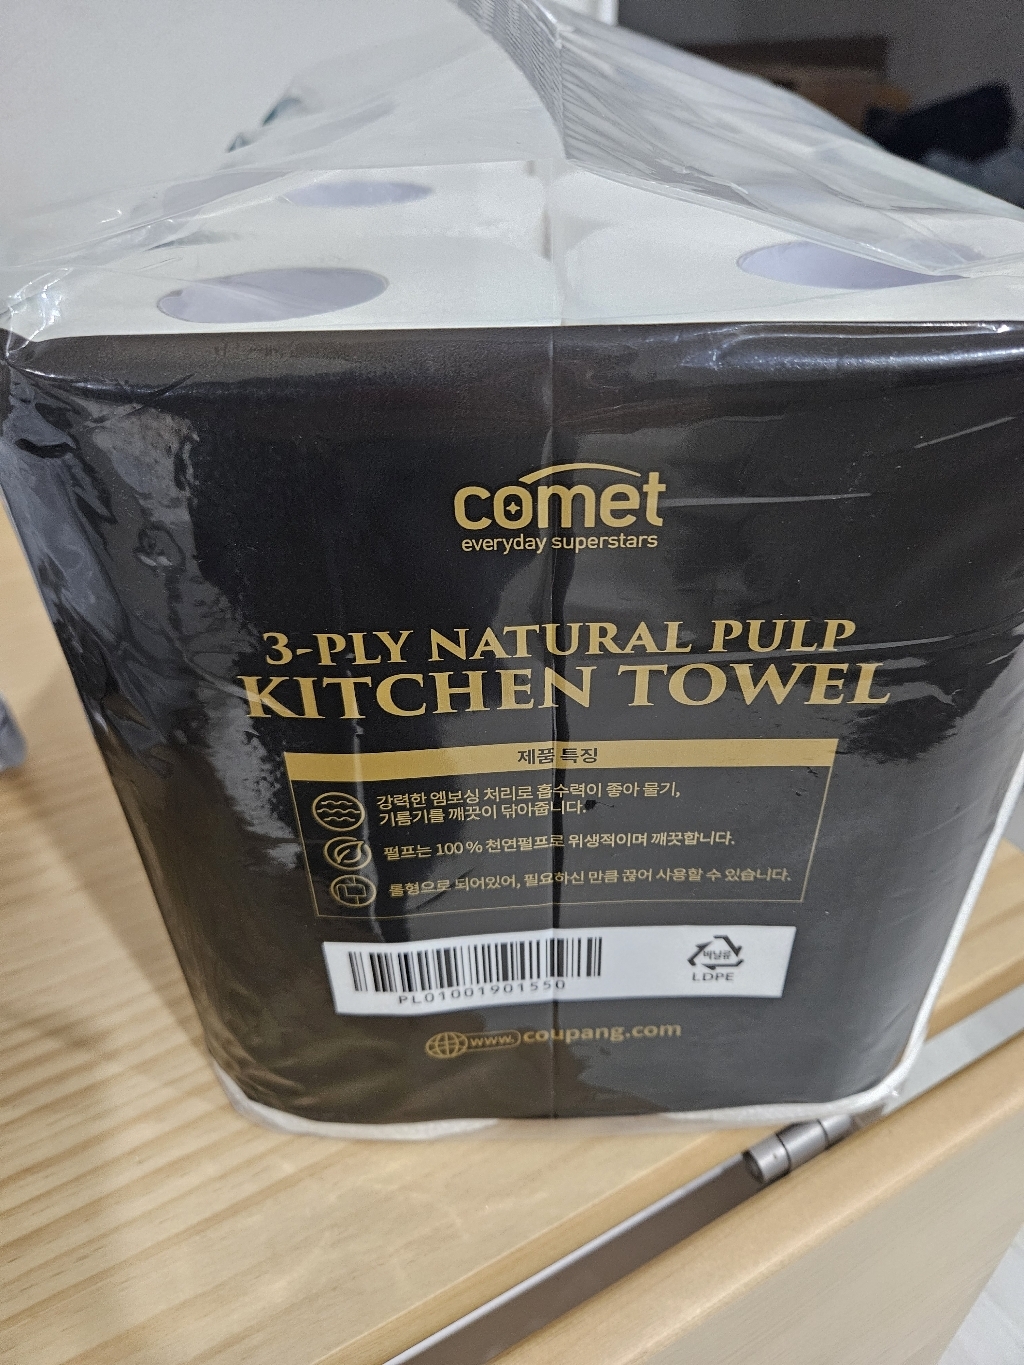 comet
everyday superstars
3-PLY NATURAL PULP
KITCHEN TOWEL
제품 특징
강력한 엠보싱 처리로 흡수력이 좋아 물기,
기름기를 깨끗이 닦아줍니다.
펄프는 100 % 천연펄프로 위생적이며 깨끗합니다.
롤형으로 되어있어, 필요하신 만큼 끊어 사용할 수 있습니다.
PL01001901550
비닐류
LDPE
www. coupang.com